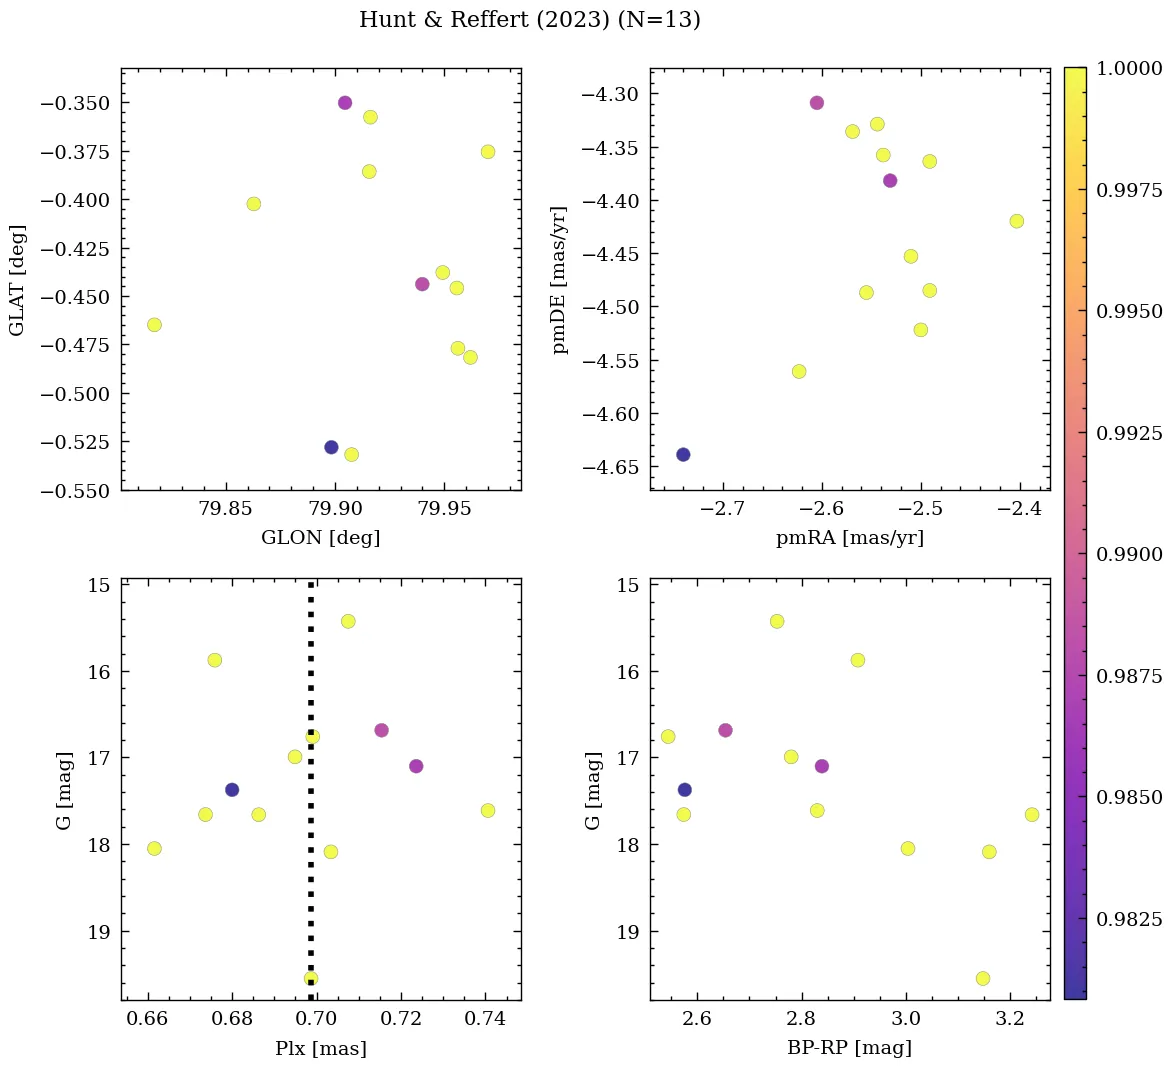 Hunt & Reffert (2023) (N=13)
−0.350
−0.375
−0.400
−0.425
−0.450
−0.475
−0.500
−0.525
−0.550
GLAT [deg]
79.85 79.90 79.95
GLON [deg]
−4.30
−4.35
−4.40
−4.45
−4.50
−4.55
−4.60
−4.65
pmDE [mas/yr]
−2.7 −2.6 −2.5 −2.4
pmRA [mas/yr]
15
16
17
18
19
G [mag]
0.66 0.68 0.70 0.72 0.74
Plx [mas]
15
16
17
18
19
G [mag]
2.6 2.8 3.0 3.2
BP-RP [mag]
1.0000
0.9975
0.9950
0.9925
0.9900
0.9875
0.9850
0.9825